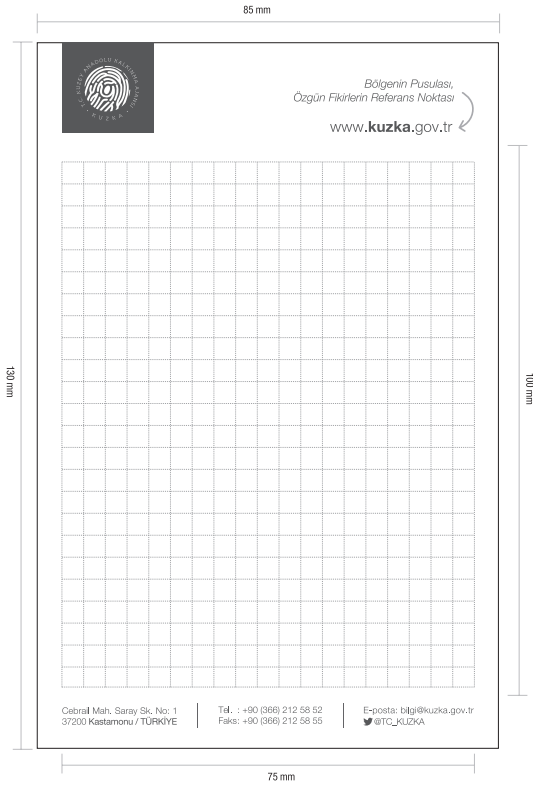 85 mm
T.C. KUZEY ANADOLU KALKINMA AJANSI
• KUZKA •
Bölgenin Pusulası,
Özgün Fikirlerin Referans Noktası
www.kuzka.gov.tr
130 mm
100 mm
Cebrail Mah. Saray Sk. No: 1
37200 Kastamonu / TÜRKİYE
Tel. : +90 (366) 212 58 52
Faks: +90 (366) 212 58 55
E-posta: bilgi@kuzka.gov.tr
@TC_KUZKA
75 mm